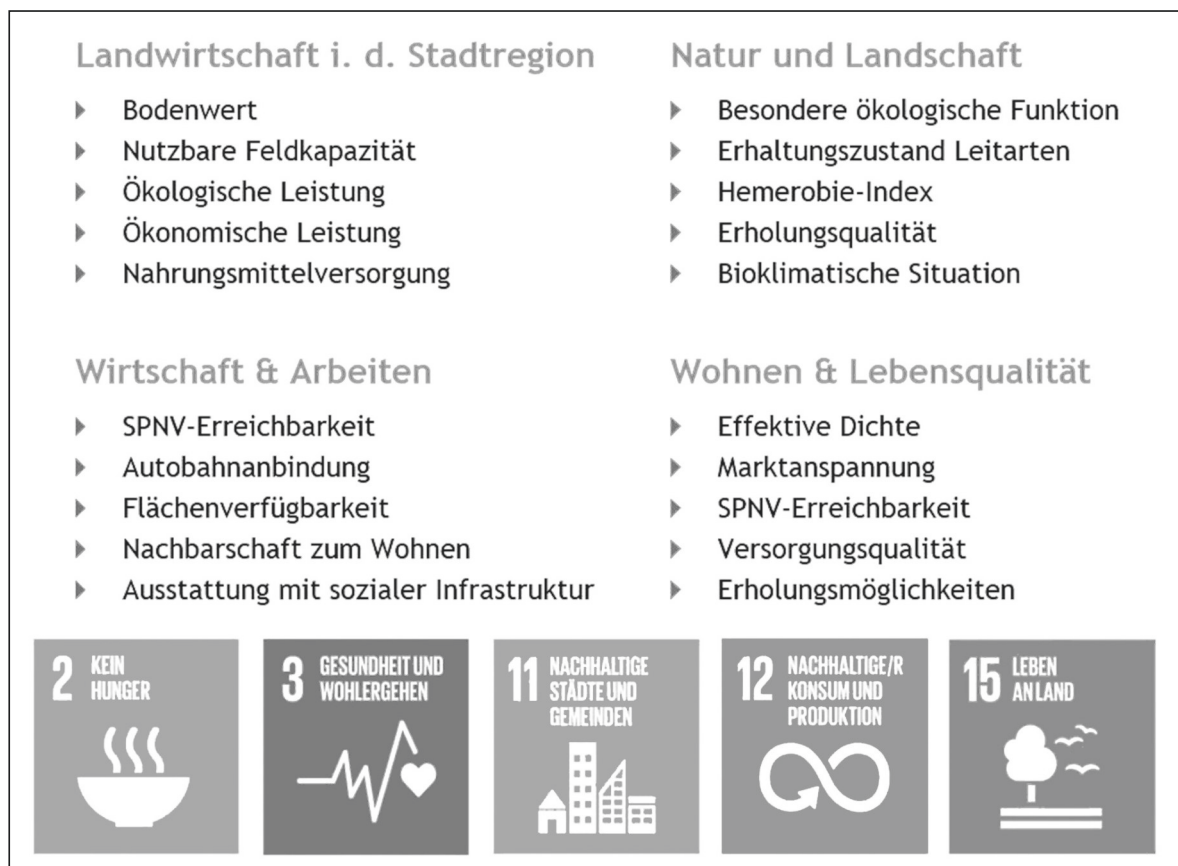 Landwirtschaft i. d. Stadtregion
Bodenwert
Nutzbare Feldkapazität
Ökologische Leistung
Ökonomische Leistung
Nahrungsmittelversorgung
Natur und Landschaft
Besondere ökologische Funktion
Erhaltungszustand Leitarten
Hemerobie-Index
Erholungsqualität
Bioklimatische Situation
Wirtschaft & Arbeiten
SPNV-Erreichbarkeit
Autobahnanbindung
Flächenverfügbarkeit
Nachbarschaft zum Wohnen
Ausstattung mit sozialer Infrastruktur
Wohnen & Lebensqualität
Effektive Dichte
Marktanspannung
SPNV-Erreichbarkeit
Versorgungsqualität
Erholungsmöglichkeiten
2 KEIN
HUNGER
3 GESUNDHEIT UND
WOHLERGEHEN
11 NACHHALTIGE
STÄDTE UND
GEMEINDEN
12 NACHHALTIGE/R
KONSUM UND
PRODUKTION
15 LEBEN
AN LAND